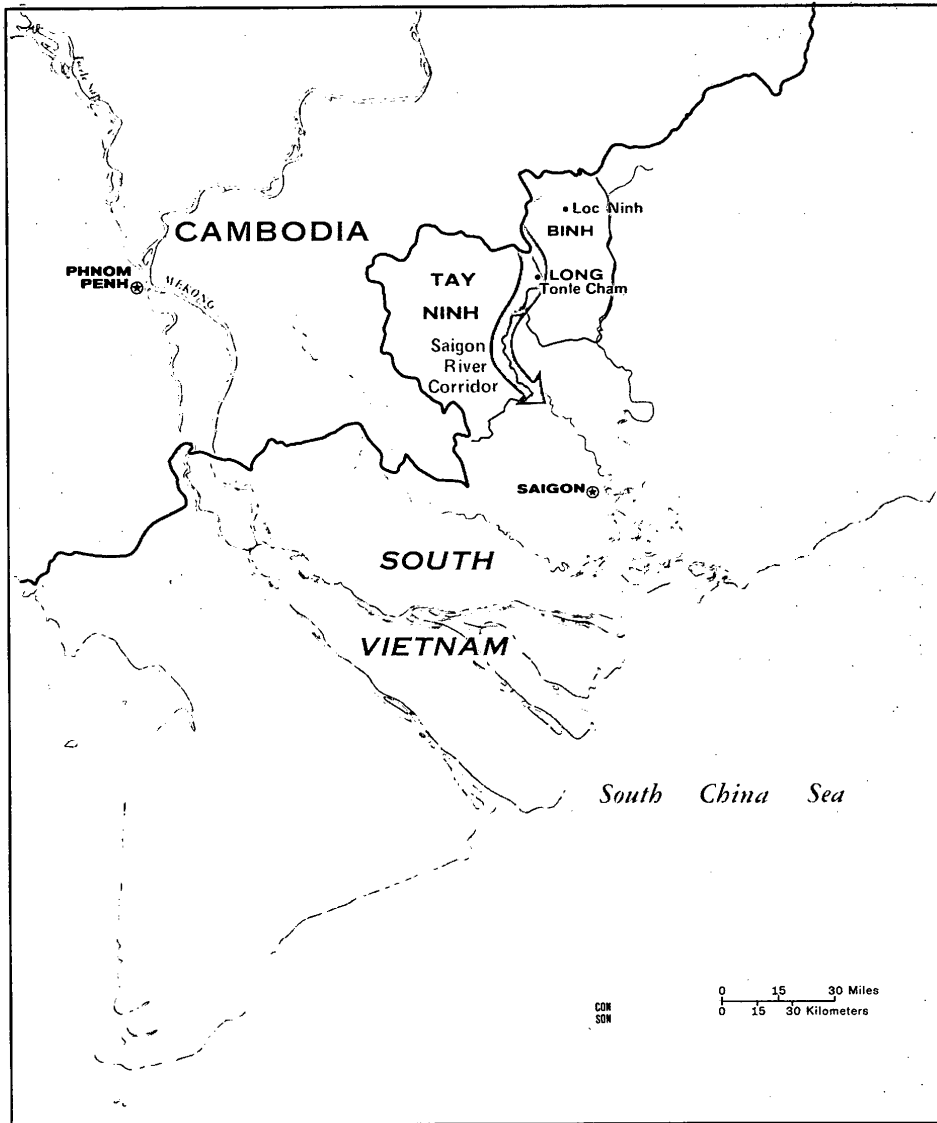 CAMBODIA
PHNOM
PENH
MEKONG
Loc Ninh
BINH
LONG
Tonle Cham
TAY
NINH
Saigon
River
Corridor
SAIGON
SOUTH
VIETNAM
South China Sea
CON
SON
0 15 30 Miles
0 15 30 Kilometers